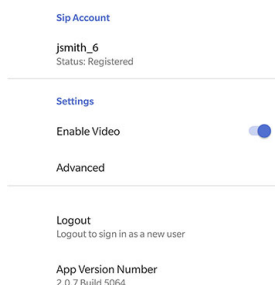 Sip Account
jsmith_6
Status: Registered
Settings
Enable Video
Advanced
Logout
Logout to sign in as a new user
App Version Number
2.0.7 Build 5064